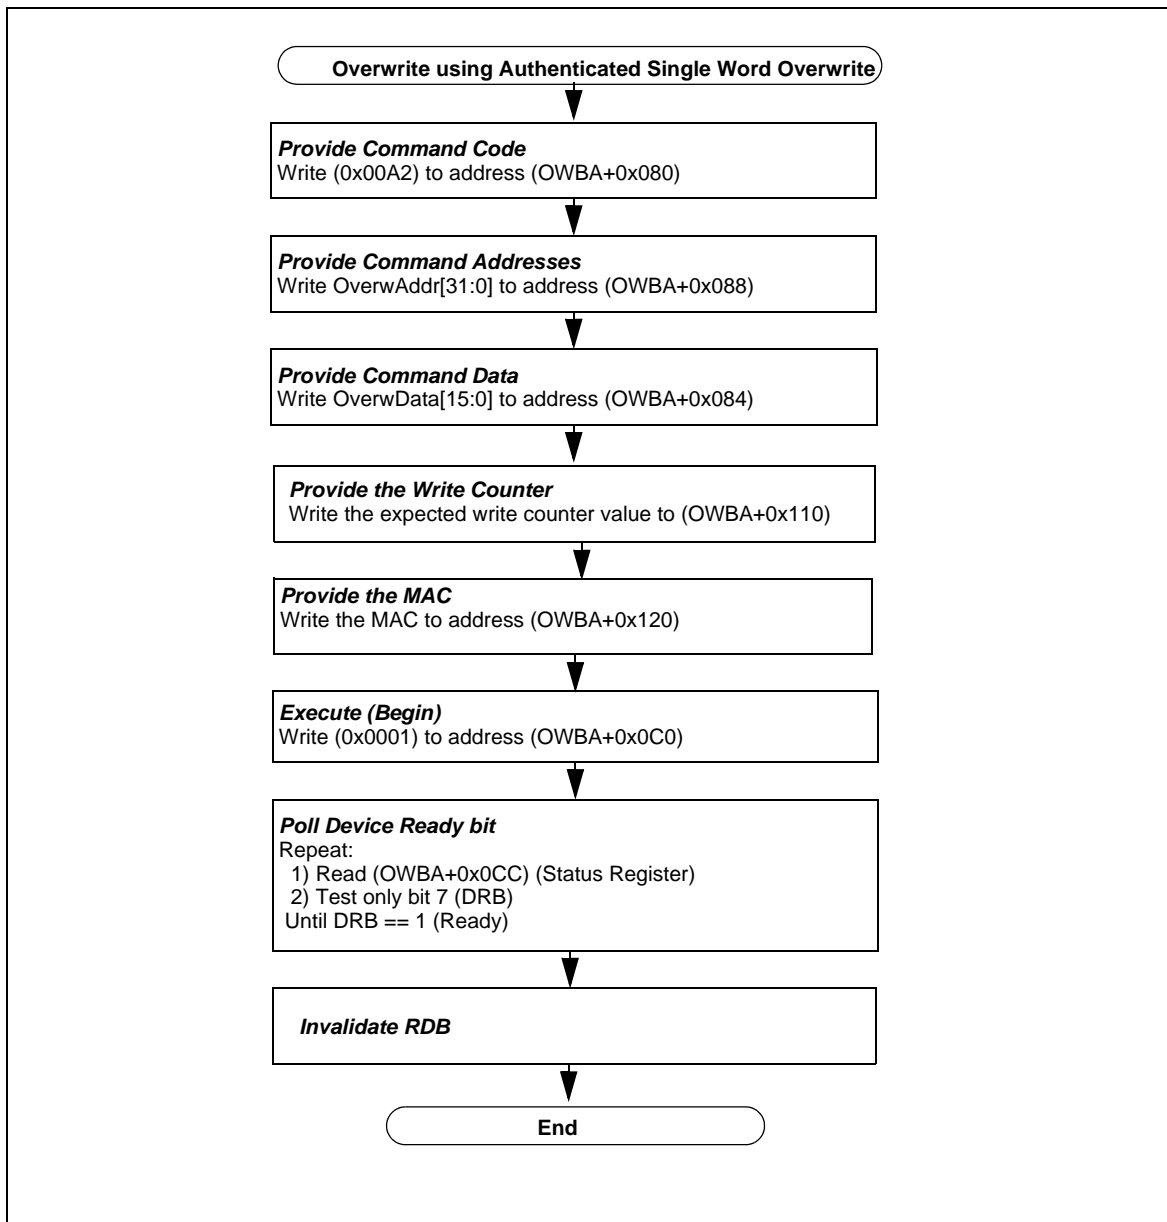 Overwrite using Authenticated Single Word Overwrite
Provide Command Code
Write (0x00A2) to address (OWBA+0x080)
Provide Command Addresses
Write OverwAddr[31:0] to address (OWBA+0x088)
Provide Command Data
Write OverwData[15:0] to address (OWBA+0x084)
Provide the Write Counter
Write the expected write counter value to (OWBA+0x110)
Provide the MAC
Write the MAC to address (OWBA+0x120)
Execute (Begin)
Write (0x0001) to address (OWBA+0x0C0)
Poll Device Ready bit
Repeat:
1) Read (OWBA+0x0CC) (Status Register)
2) Test only bit 7 (DRB)
Until DRB == 1 (Ready)
Invalidate RDB
End